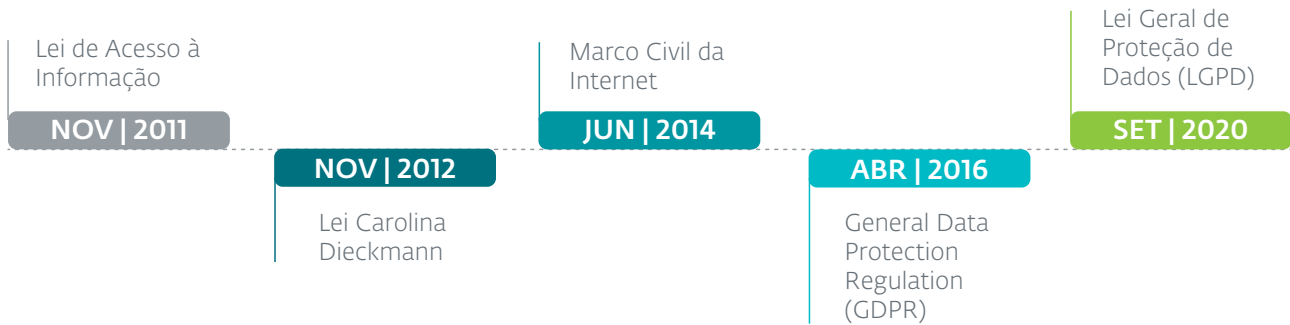 Lei de Acesso à
Informação
NOV | 2011
NOV | 2012
Lei Carolina
Dieckmann
Marco Civil da
Internet
JUN | 2014
ABR | 2016
General Data
Protection
Regulation
(GDPR)
Lei Geral de
Proteção de
Dados (LGPD)
SET | 2020